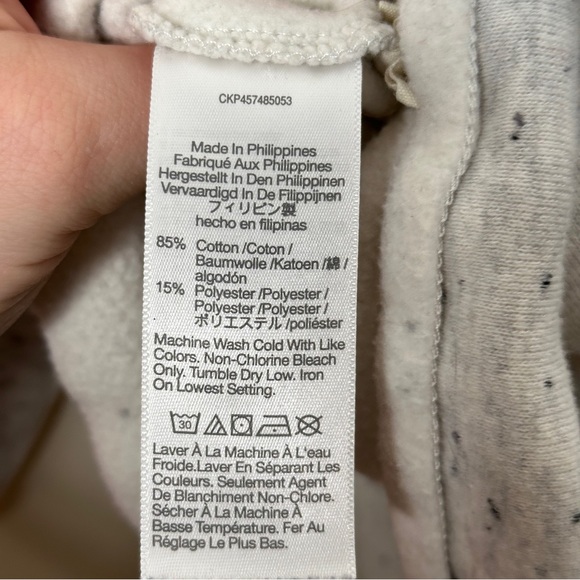 CKP457485053
Made In Philippines
Fabriqué Aux Philippines
Hergestellt In Den Philippinen
Vervaardigd In De Filippijnen
フィリピン製
hecho en filipinas
85% Cotton /Coton /
Baumwolle /Katoen /綿 /
algodón
15% Polyester /Polyester /
Polyester /Polyester /
ポリエステル /poliéster
Machine Wash Cold With Like
Colors. Non-Chlorine Bleach
Only. Tumble Dry Low. Iron
On Lowest Setting.
30
Laver À La Machine À L'eau
Froide.Laver En Séparant Les
Couleurs. Seulement Agent
De Blanchiment Non-Chlore.
Sécher À La Machine À
Basse Température. Fer Au
Réglage Le Plus Bas.